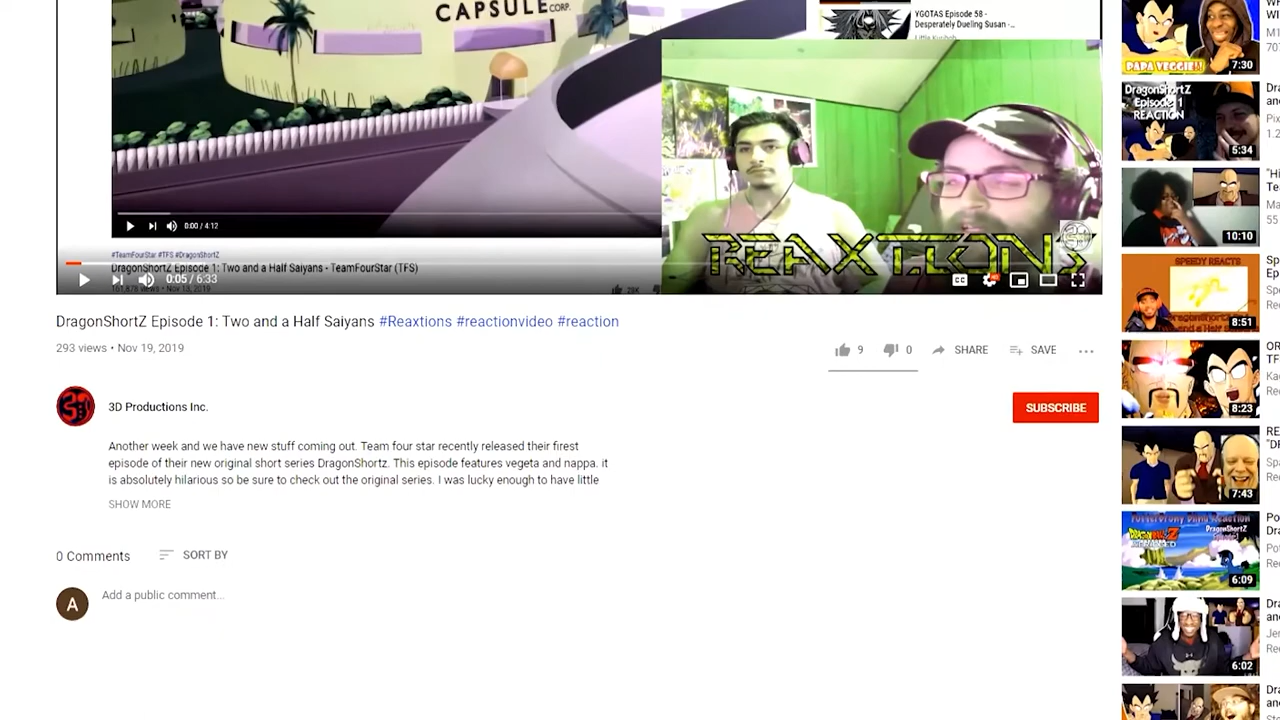 CAPSULE CORP.
YGOTAS Episode 58 -
Desperately Dueling Susan -...
0:00 / 4:12
#TeamFourStar #TFS #DragonShortZ
DragonShortZ Episode 1: Two and a Half Saiyans - TeamFourStar (TFS)
REAXTIONS
0:05 / 6:33
DragonShortZ Episode 1: Two and a Half Saiyans #Reaxtions #reactionvideo #reaction
293 views • Nov 19, 2019
9
0
SHARE
SAVE
3D Productions Inc.
SUBSCRIBE
Another week and we have new stuff coming out. Team four star recently released their fIrest
episode of their new original short series DragonShortz. This episode features vegeta and nappa. it
is absolutely hilarious so be sure to check out the original series. I was lucky enough to have little
SHOW MORE
0 Comments
SORT BY
A
Add a public comment...
PAPA VEGGIE!!
7:30
DragonShortZ
Episode 1
REACTION
5:34
10:10
SPEEDY REACTS
8:51
8:23
7:43
DragonShortZ
6:09
6:02